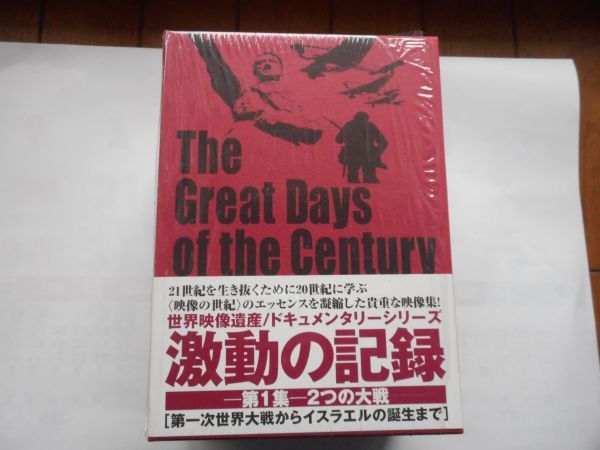 The
Great Days
of the Century
21世紀を生き抜くために20世紀に学ぶ
〈映像の世紀〉のエッセンスを凝縮した貴重な映像集!
世界映像遺産/ドキュメンタリーシリーズ
激動の記録
―第1集―2つの大戦―
[第一次世界大戦からイスラエルの誕生まで]